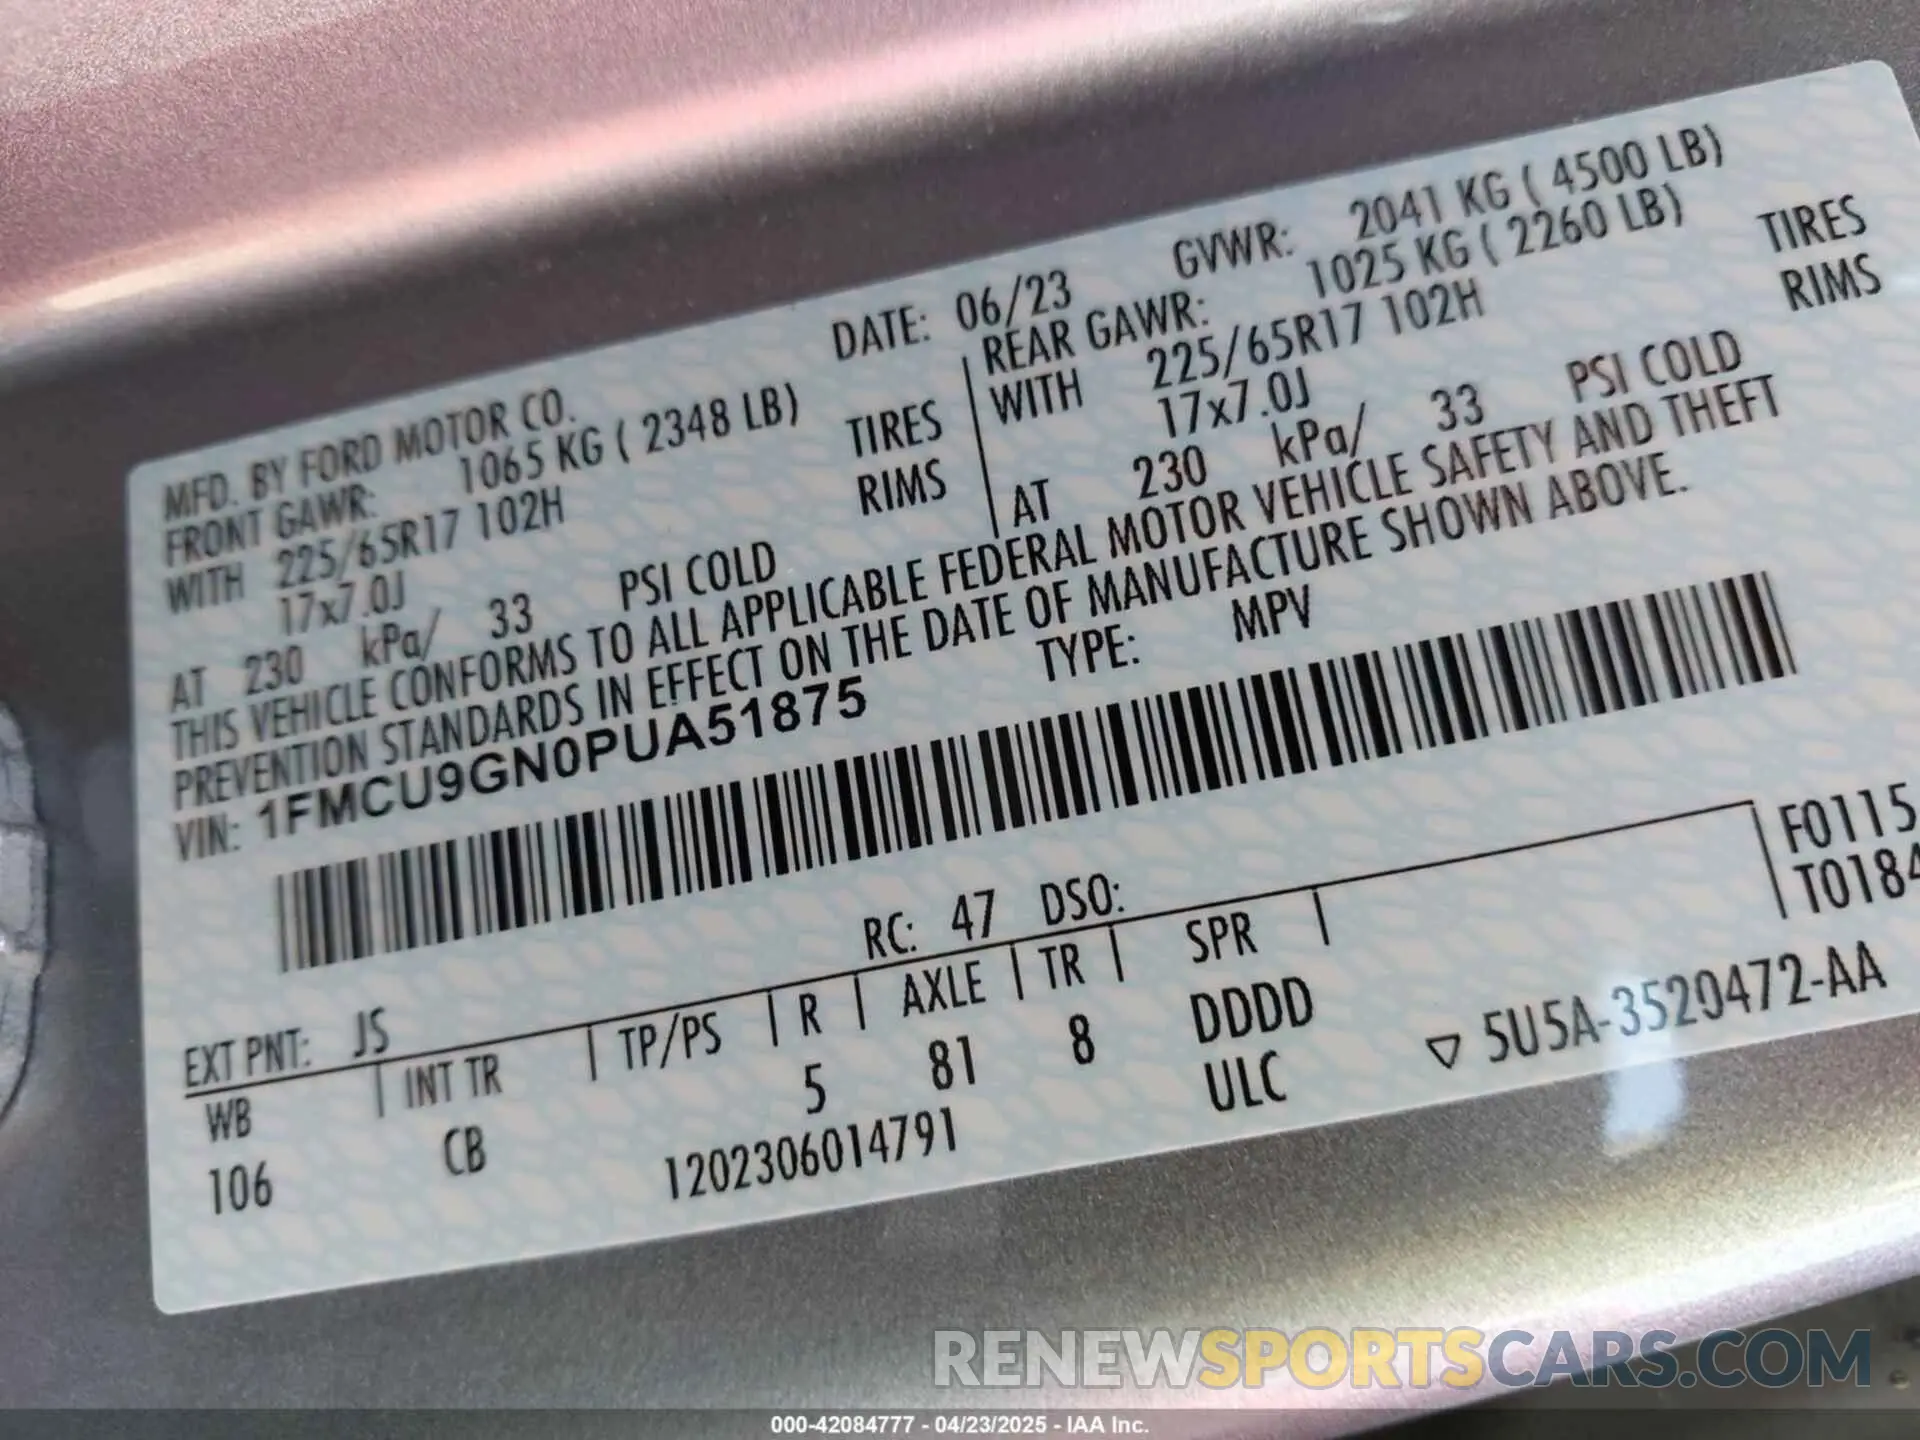 MFD. BY FORD MOTOR CO. DATE: 06/23 GVWR: 2041 KG ( 4500 LB)
FRONT GAWR: 1065 KG ( 2348 LB) REAR GAWR: 1025 KG ( 2260 LB)
WITH 225/65R17 102H TIRES WITH 225/65R17 102H TIRES
17x7.0J RIMS 17x7.0J RIMS
AT 230 kPa/ 33 PSI COLD AT 230 kPa/ 33 PSI COLD
THIS VEHICLE CONFORMS TO ALL APPLICABLE FEDERAL MOTOR VEHICLE SAFETY AND THEFT
PREVENTION STANDARDS IN EFFECT ON THE DATE OF MANUFACTURE SHOWN ABOVE.
VIN: 1FMCU9GN0PUA51875 TYPE: MPV
F0115
T0184
EXT PNT: JS RC: 47 DSO:
WB INT TR TP/PS R AXLE TR SPR
106 CB 5 81 8 DDDD
1202306014791 ULC 5U5A-3520472-AA
RENEWSPORTSCARS.COM
000-42084777 - 04/23/2025 - IAA Inc.